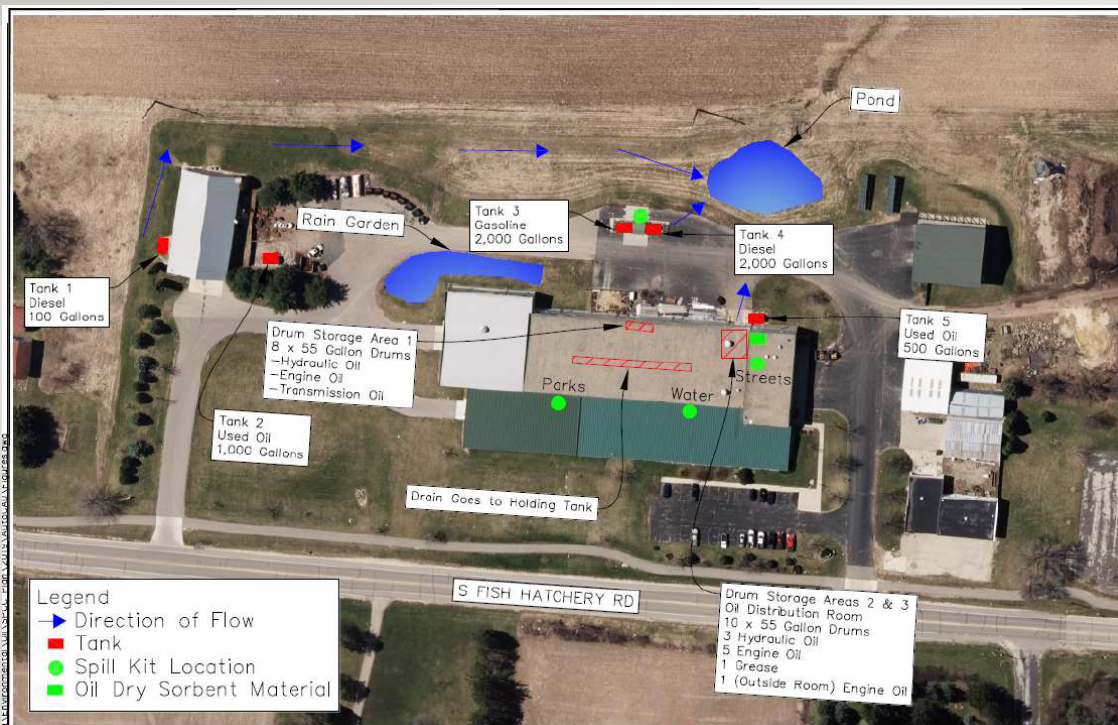 Pond
Rain Garden
Tank 3
Gasoline
2,000 Gallons
Tank 4
Diesel
2,000 Gallons
Tank 1
Diesel
100 Gallons
Tank 5
Used Oil
500 Gallons
Drum Storage Area 1
8 x 55 Gallon Drums
-Hydraulic Oil
-Engine Oil
-Transmission Oil
Parks
Water
Streets
Tank 2
Used Oil
1,000 Gallons
Drain Goes to Holding Tank
S FISH HATCHERY RD
Drum Storage Areas 2 & 3
Oil Distribution Room
10 x 55 Gallon Drums
3 Hydraulic Oil
5 Engine Oil
1 Grease
1 (Outside Room) Engine Oil
Legend
Direction of Flow
Tank
Spill Kit Location
Oil Dry Sorbent Material